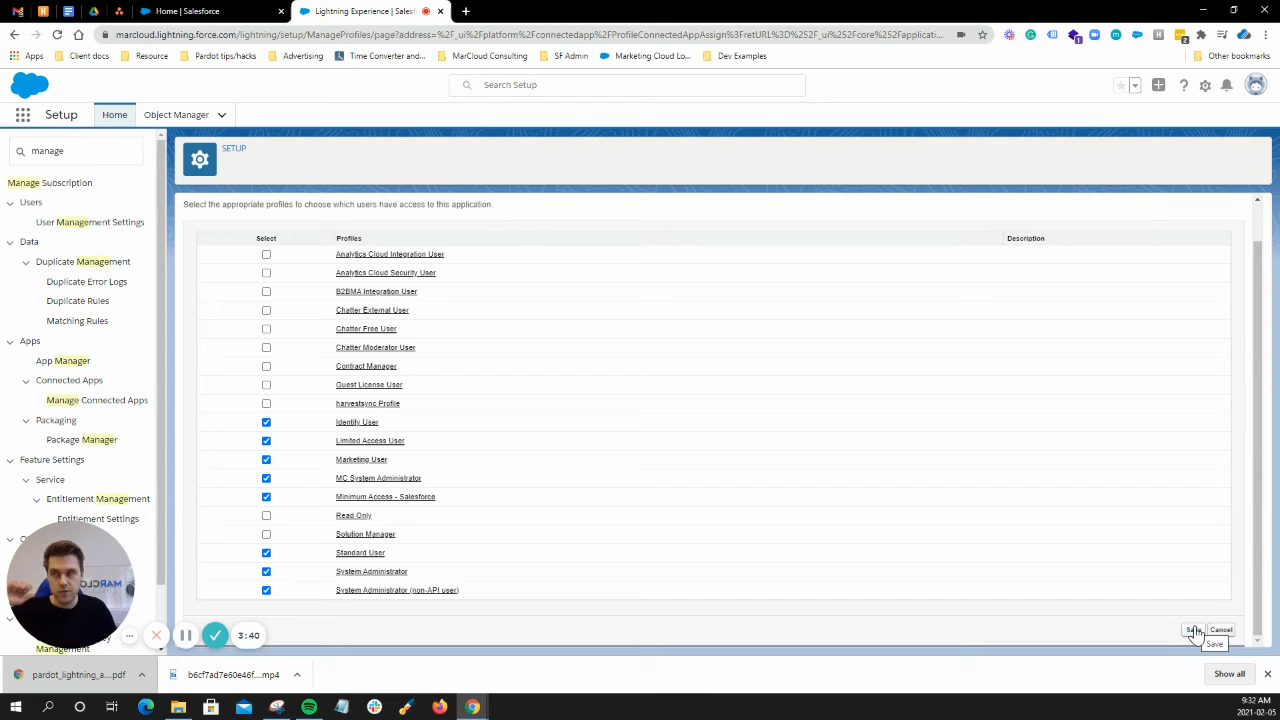 Home | Salesforce
Lightning Experience | Salesf
marcloud.lightning.force.com/lightning/setup/ManageProfiles/page?address=%2F_ui%2Fplatform%2Fconnectedapp%2FProfileConnectedAppAssign%3FretURL%3D%252F_ui%252Fcore%252Fapplicati...
Apps
Client docs
Resource
Pardot tips/hacks
Advertising
Time Converter and...
MarCloud Consulting
SF Admin
Marketing Cloud Lo...
Dev Examples
Other bookmarks
Search Setup
Setup
Home
Object Manager
manage
Manage Subscription
Users
User Management Settings
Data
Duplicate Management
Duplicate Error Logs
Duplicate Rules
Matching Rules
Apps
App Manager
Connected Apps
Manage Connected Apps
Packaging
Package Manager
Feature Settings
Service
Entitlement Management
Entitlement Settings
Management
SETUP
Select the appropriate profiles to choose which users have access to this application.
Select Profiles Description
Analytics Cloud Integration User
Analytics Cloud Security User
B2BMA Integration User
Chatter External User
Chatter Free User
Chatter Moderator User
Contract Manager
Guest License User
harvestsync Profile
Identity User
Limited Access User
Marketing User
MC System Administrator
Minimum Access - Salesforce
Read Only
Solution Manager
Standard User
System Administrator
System Administrator (non-API user)
Cancel
Save
3:40
pardot_lightning_a....pdf
b6cf7ad7e60e46f....mp4
Show all
9:32 AM
2021-02-05